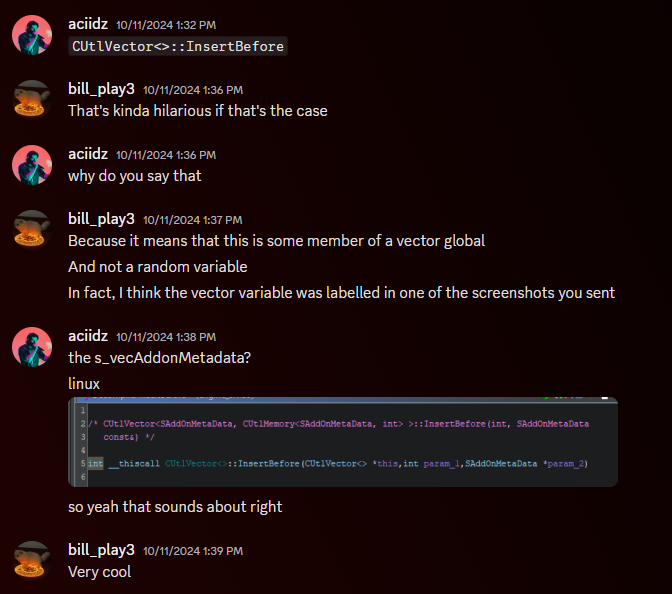 aciidz 10/11/2024 1:32 PM
CUtlVector<>::InsertBefore
bill_play3 10/11/2024 1:36 PM
That's kinda hilarious if that's the case
aciidz 10/11/2024 1:36 PM
why do you say that
bill_play3 10/11/2024 1:37 PM
Because it means that this is some member of a vector global
And not a random variable
In fact, I think the vector variable was labelled in one of the screenshots you sent
aciidz 10/11/2024 1:38 PM
the s_vecAddonMetadata?
linux
1
2 /* CUtlVector<SAddOnMetaData, CUtlMemory<SAddOnMetaData, int> >::InsertBefore(int, SAddOnMetaData
3 const&) */
4
5 int __thiscall CUtlVector<>::InsertBefore(CUtlVector<> *this,int param_1,SAddOnMetaData *param_2)
6
so yeah that sounds about right
bill_play3 10/11/2024 1:39 PM
Very cool